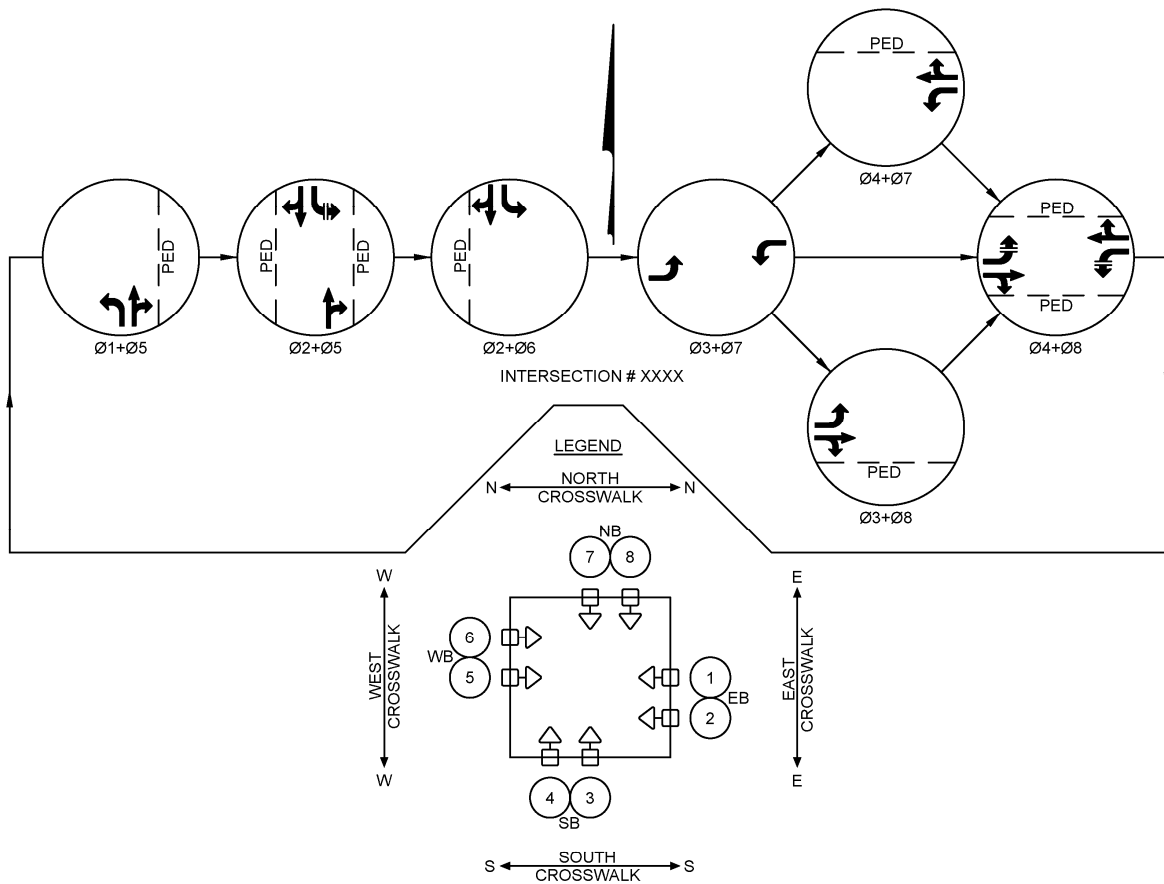 PED
Ø4+Ø7
PED
Ø1+Ø5
PED
PED
Ø2+Ø5
PED
Ø2+Ø6
Ø3+Ø7
PED
PED
Ø4+Ø8
PED
Ø3+Ø8
INTERSECTION # XXXX
LEGEND
N NORTH N
CROSSWALK
NB
7 8
W
WEST
CROSSWALK
W
6
WB
5
1
EB
2
E
EAST
CROSSWALK
E
4 3
SB
S SOUTH S
CROSSWALK